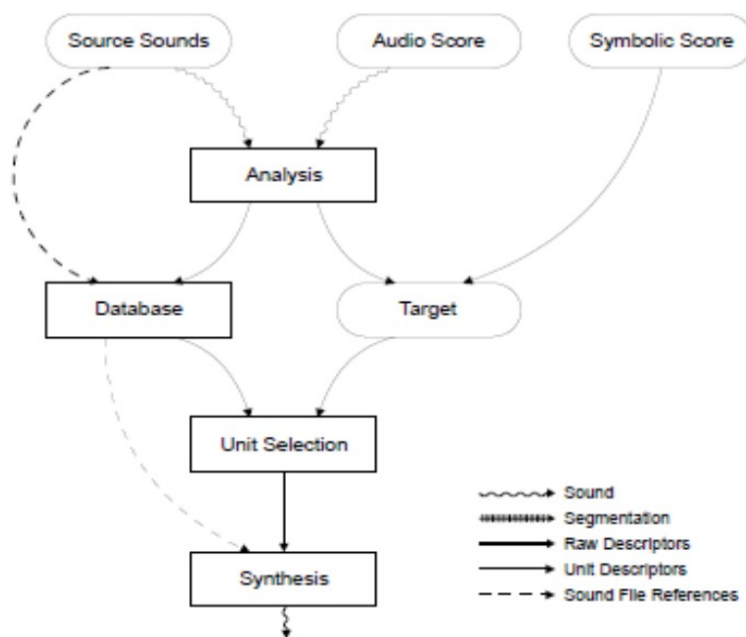 Source Sounds
Audio Score
Symbolic Score
Analysis
Database
Target
Unit Selection
Synthesis
Sound
Segmentation
Raw Descriptors
Unit Descriptors
Sound File References